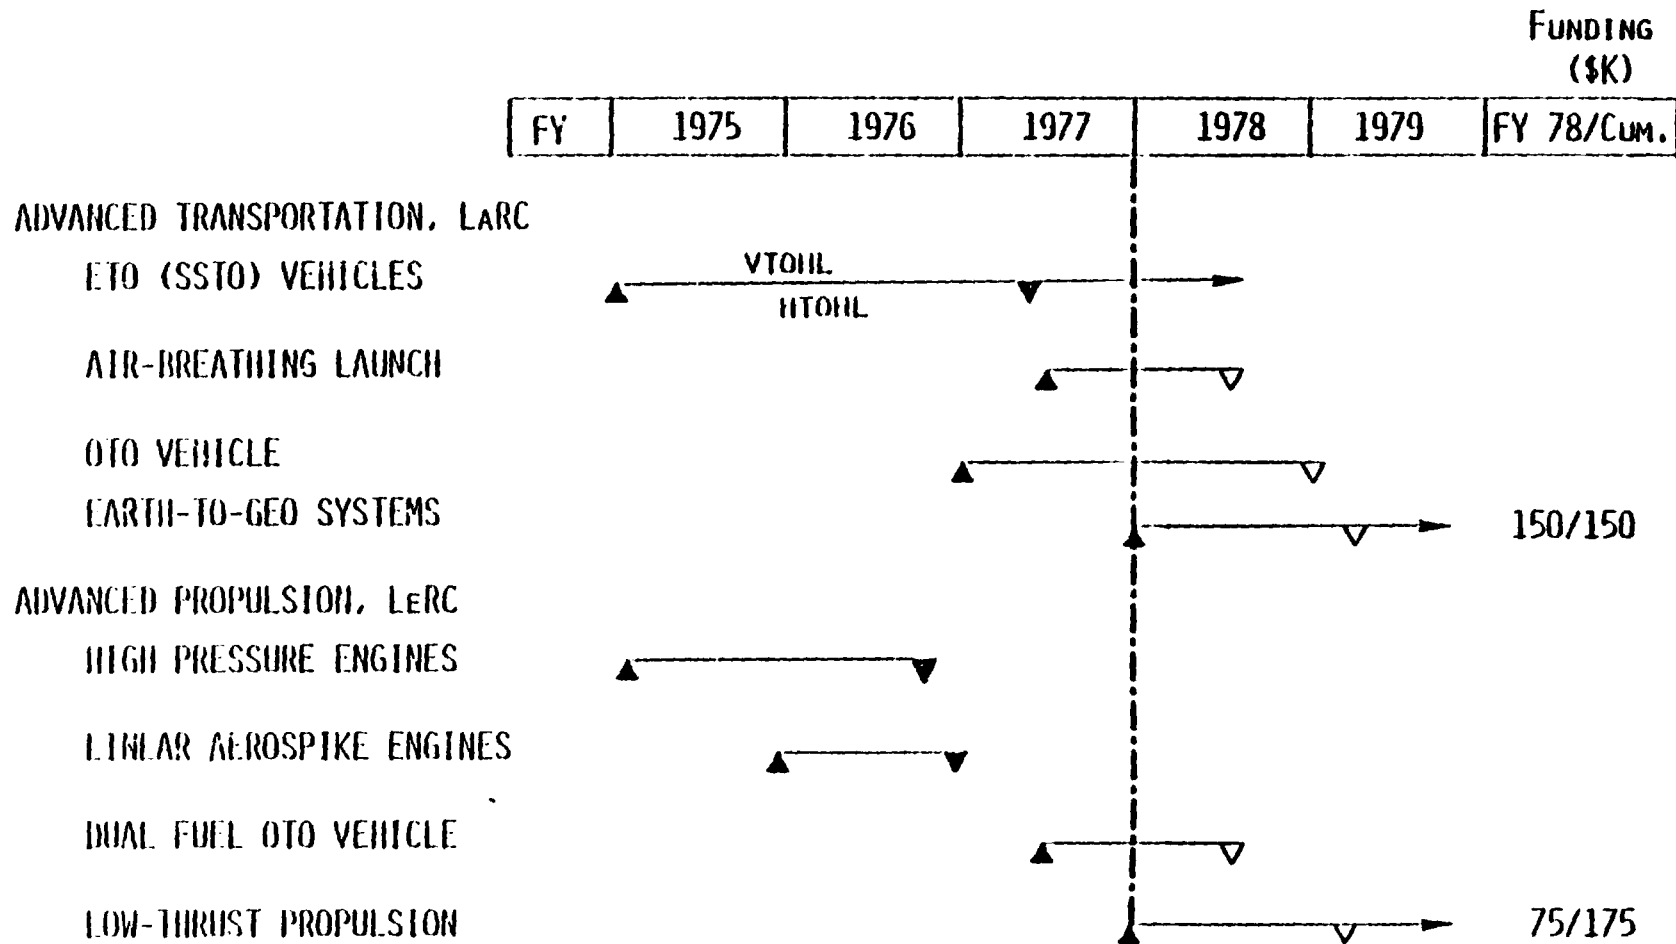 FUNDING
($K)
FY 1975 1976 1977 1978 1979 FY 78/CUM.
ADVANCED TRANSPORTATION, LARC
ETO (SSTO) VEHICLES
VTOHL
HTOHL
AIR-BREATHING LAUNCH
OTO VEHICLE
EARTH-TO-GEO SYSTEMS 150/150
ADVANCED PROPULSION, LERC
HIGH PRESSURE ENGINES
LINEAR AEROSPIKE ENGINES
DUAL FUEL OTO VEHICLE
LOW-THRUST PROPULSION 75/175